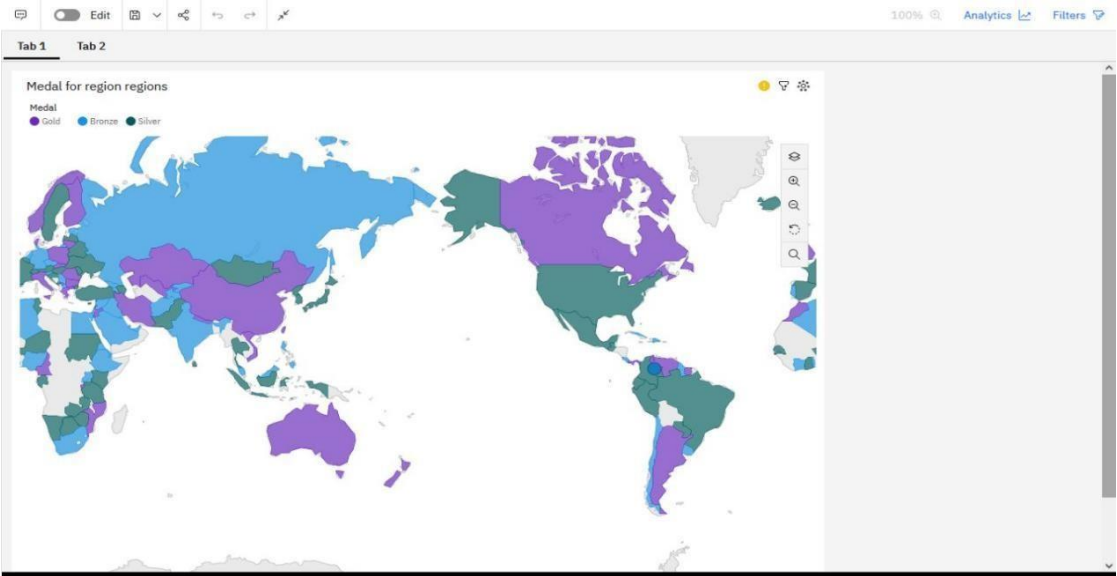 Edit
100%
Analytics
Filters
Tab 1
Tab 2
Medal for region regions
Medal
Gold
Bronze
Silver